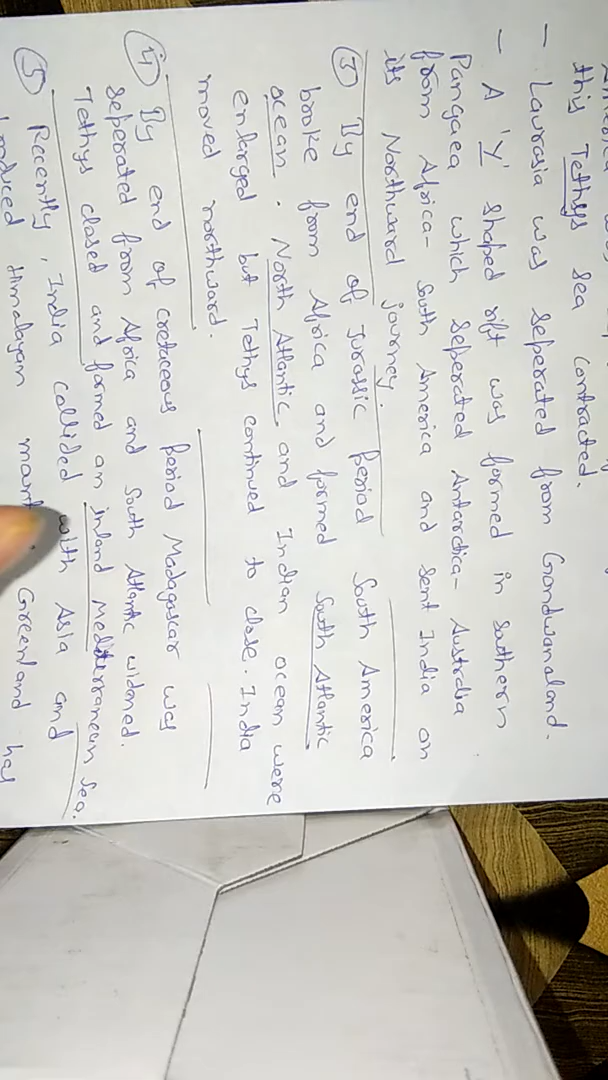 this Tethys sea contracted.
- Laurasia was seperated from Gondwanaland.
- A 'Y' shaped rift was formed in southern
Pangaea which seperated Antarctica- Australia
from Africa- South America and sent India on
its Northward journey.
③ By end of Jurassic period South America
broke from Africa and formed South Atlantic
ocean. North Atlantic and Indian ocean were
enlarged but Tethys continued to close. India
moved northward.
④ By end of cretaceous period Madagascar was
seperated from Africa and South Atlantic widened.
Tethys closed and formed an inland Mediterranean sea.
⑤ Recently, India collided with Asia and
Himalayan Greenland has